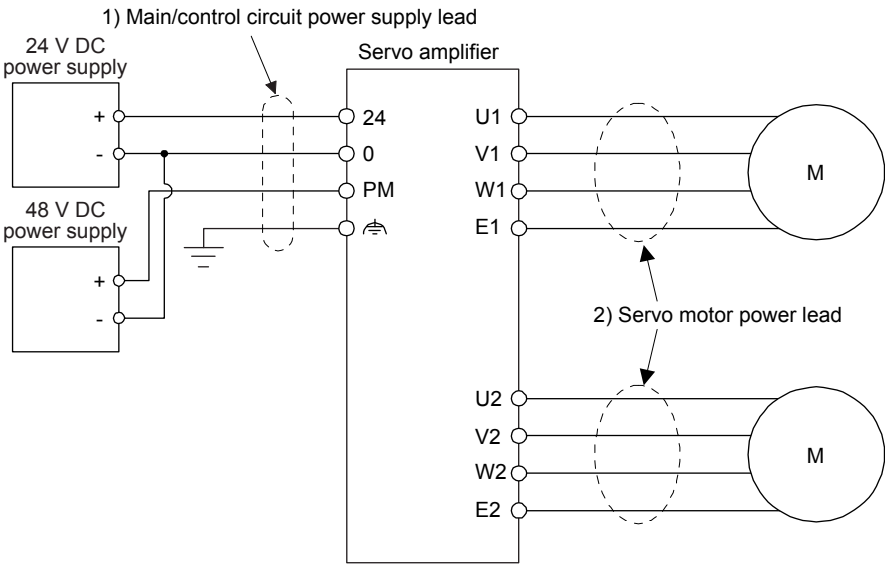 1) Main/control circuit power supply lead
24 V DC
power supply
+
-
48 V DC
power supply
+
-
Servo amplifier
24
0
PM
U1
V1
W1
E1
M
2) Servo motor power lead
U2
V2
W2
E2
M